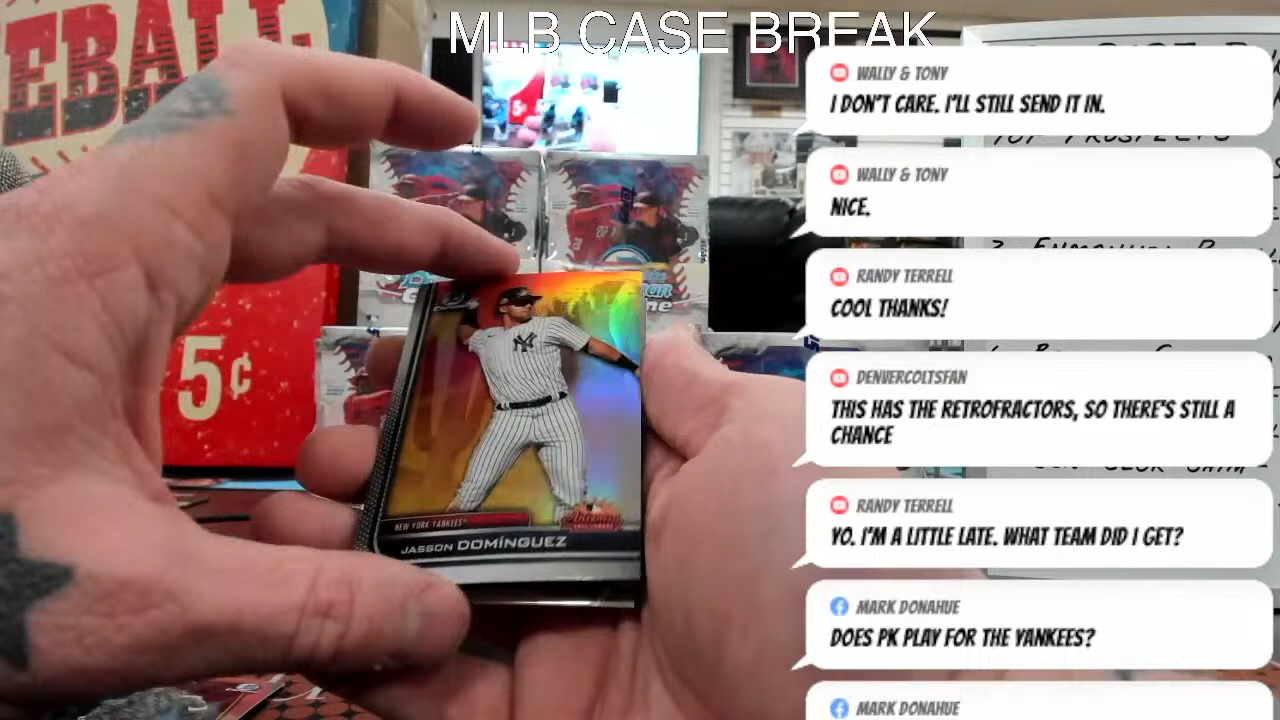 MLB CASE BREAK
EBALL
5¢
NEW YORK YANKEES
JASSON DOMÍNGUEZ
WALLY & TONY
I DON'T CARE. I'LL STILL SEND IT IN.
WALLY & TONY
NICE.
RANDY TERRELL
COOL THANKS!
DENVERCOLTSFAN
THIS HAS THE RETROFRACTORS, SO THERE'S STILL A
CHANCE
RANDY TERRELL
YO. I'M A LITTLE LATE. WHAT TEAM DID I GET?
MARK DONAHUE
DOES PK PLAY FOR THE YANKEES?
MARK DONAHUE